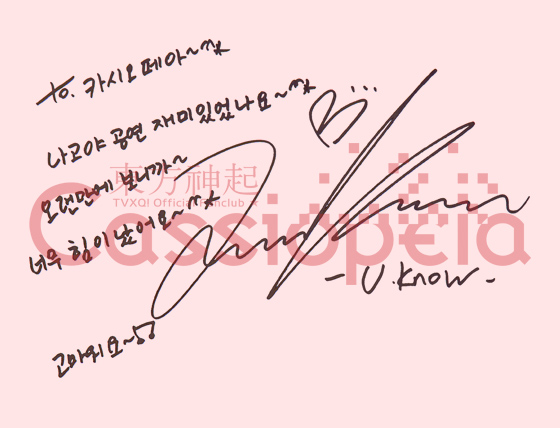 to. 카시오페아~^^*
나고야 공연 재미있었나요~^^*
오랜만에 보니까~
너무 힘이 났어요~^^*
고마워요~♫
- U.Know -
東方神起
TVXQ! Official Fanclub ★
Cassiopeia